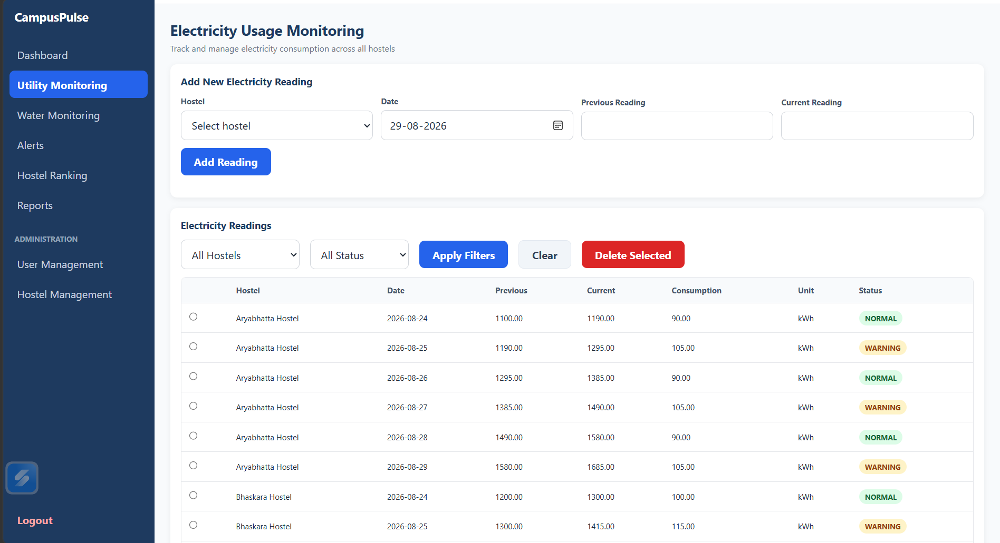 CampusPulse
Dashboard
Utility Monitoring
Water Monitoring
Alerts
Hostel Ranking
Reports
ADMINISTRATION
User Management
Hostel Management
Logout
Electricity Usage Monitoring
Track and manage electricity consumption across all hostels
Add New Electricity Reading
Hostel Date Previous Reading Current Reading
Select hostel 29-08-2026
Add Reading
Electricity Readings
All Hostels All Status Apply Filters Clear Delete Selected
Hostel Date Previous Current Consumption Unit Status
Aryabhatta Hostel 2026-08-24 1100.00 1190.00 90.00 kWh NORMAL
Aryabhatta Hostel 2026-08-25 1190.00 1295.00 105.00 kWh WARNING
Aryabhatta Hostel 2026-08-26 1295.00 1385.00 90.00 kWh NORMAL
Aryabhatta Hostel 2026-08-27 1385.00 1490.00 105.00 kWh WARNING
Aryabhatta Hostel 2026-08-28 1490.00 1580.00 90.00 kWh NORMAL
Aryabhatta Hostel 2026-08-29 1580.00 1685.00 105.00 kWh WARNING
Bhaskara Hostel 2026-08-24 1200.00 1300.00 100.00 kWh NORMAL
Bhaskara Hostel 2026-08-25 1300.00 1415.00 115.00 kWh WARNING